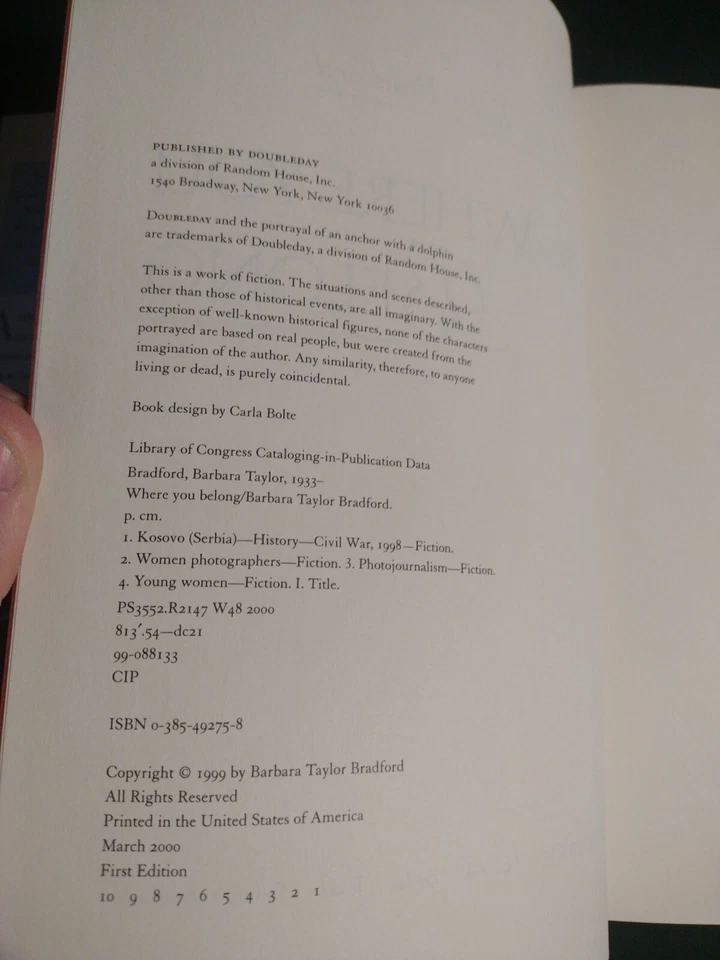 PUBLISHED BY DOUBLEDAY
a division of Random House, Inc.
1540 Broadway, New York, New York 10036
DOUBLEDAY and the portrayal of an anchor with a dolphin
are trademarks of Doubleday, a division of Random House, Inc.
This is a work of fiction. The situations and scenes described,
other than those of historical events, are all imaginary. With the
exception of well-known historical figures, none of the characters
portrayed are based on real people, but were created from the
imagination of the author. Any similarity, therefore, to anyone
living or dead, is purely coincidental.
Book design by Carla Bolte
Library of Congress Cataloging-in-Publication Data
Bradford, Barbara Taylor, 1933–
Where you belong/Barbara Taylor Bradford.
p. cm.
1. Kosovo (Serbia)—History—Civil War, 1998—Fiction.
2. Women photographers—Fiction. 3. Photojournalism—Fiction.
4. Young women—Fiction. I. Title.
PS3552.R2147 W48 2000
813′.54—dc21
99-088133
CIP
ISBN 0-385-49275-8
Copyright © 1999 by Barbara Taylor Bradford
All Rights Reserved
Printed in the United States of America
March 2000
First Edition
10 9 8 7 6 5 4 3 2 1